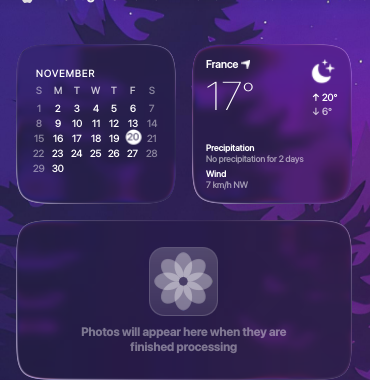 NOVEMBER
S M T W T F S
1 2 3 4 5 6 7
8 9 10 11 12 13 14
15 16 17 18 19 20 21
22 23 24 25 26 27 28
29 30
France
17°
↑ 20°
↓ 6°
Precipitation
No precipitation for 2 days
Wind
7 km/h NW
Photos will appear here when they are
finished processing